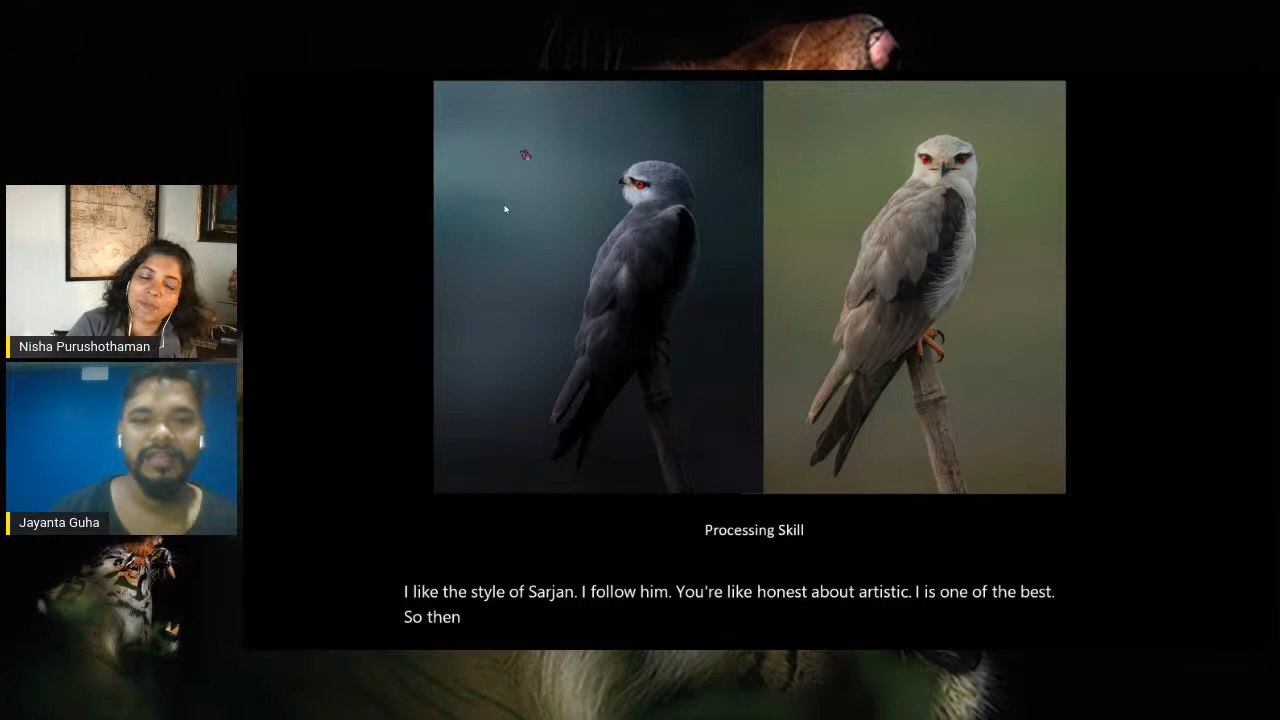 Nisha Purushothaman
Jayanta Guha
Processing Skill
I like the style of Sarjan. I follow him. You're like honest about artistic. I is one of the best.
So then